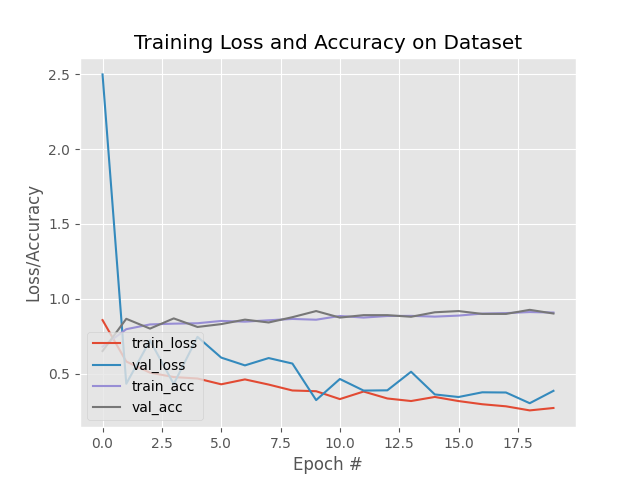 Training Loss and Accuracy on Dataset
2.5
2.0
1.5
1.0
0.5
Loss/Accuracy
train_loss
val_loss
train_acc
val_acc
0.0 2.5 5.0 7.5 10.0 12.5 15.0 17.5
Epoch #